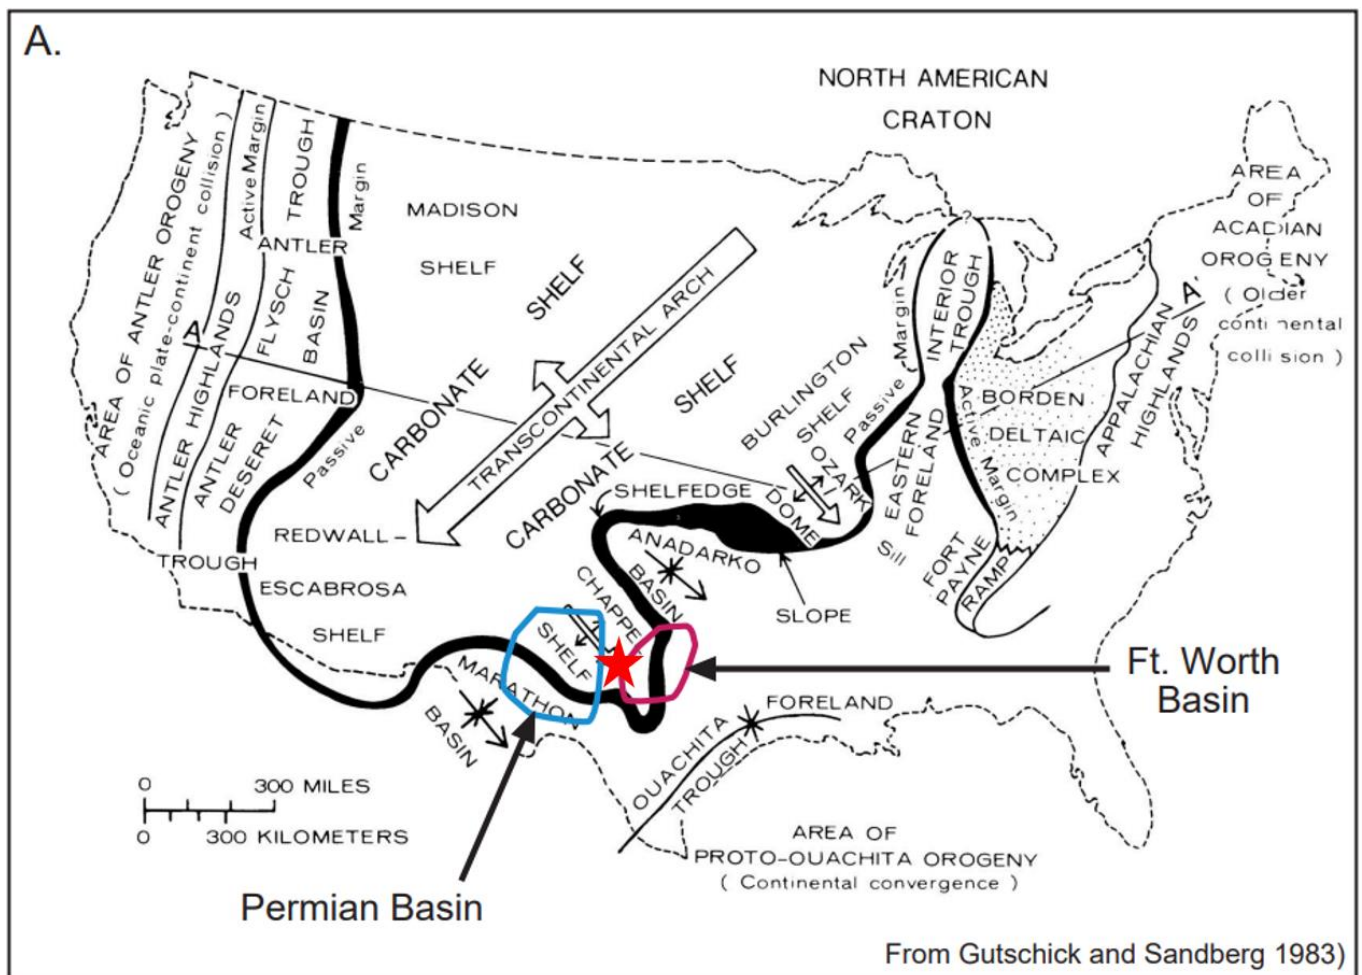 A.
NORTH AMERICAN
CRATON
AREA OF ANTLER OROGENY
(Oceanic plate-continent collision)
Active Margin
TROUGH
Margin
MADISON
SHELF
SHELF
ANTLER
A
ANTLER HIGHLANDS
FLYSCH
BASIN
FORELAND
ANTLER
DESERET
Passive
CARBONATE
TRANSCONTINENTAL ARCH
SHELF
CARBONATE
BURLINGTON
SHELF
Passive
Margin
?
INTERIOR
TROUGH
AREA
OF
ACADIAN
OROGENY
( Older
continental
collision )
A'
APPALACHIAN
HIGHLANDS
BORDEN
DELTAIC
COMPLEX
Active
Margin
EASTERN
FORELAND
OZARK
DOME
SHELFEDGE
REDWALL –
TROUGH
ESCABROSA
SHELF
ANADARKO
BASIN
Sill
FORT
PAYNE
RAMP
SLOPE
CHAPPEL
SHELF
MARATHON
BASIN
Ft. Worth
Basin
FORELAND
OUACHITA
TROUGH
0 300 MILES
0 300 KILOMETERS
AREA OF
PROTO-OUACHITA OROGENY
( Continental convergence )
Permian Basin
From Gutschick and Sandberg 1983)